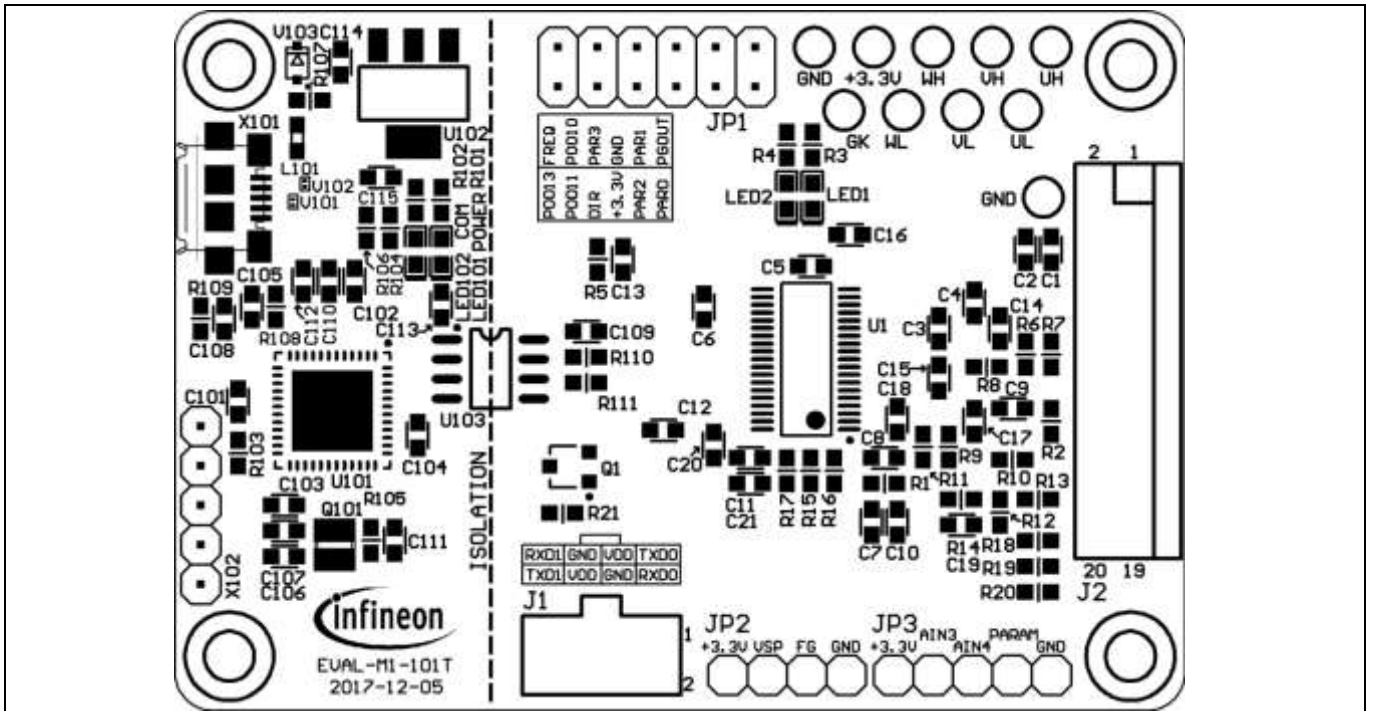 V103 C114
R107
X101
U102
L101
V102
V101
C115
R102
R101
COM
POWER
R106
R104
LED102
LED101
R109
C105
C108
R108
C112
C110
C102
C113
C101
R103
U101
C104
U103
C103
Q101
R105
C111
C107
C106
X102
ISOLATION
infineon
EVAL-M1-101T
2017-12-05
JP1
FREQ POO10 PAR3 GND PAR1 PGOUT
POO13 POO11 DIR +3.3V PAR2 PAR0
GND +3.3V WH VH UH
GK WL VL UL
R4 R3
LED2 LED1
GND
2 1
C16
C5
R5 C13
C2 C1
C6
U1
C4
C3
C14
R6 R7
C109
R110
R111
C15
C18
R8
C9
C12
C20
C8
C17
R2
R9
R1
R11
R10
R13
Q1
R21
C11
C21
R17 R15 R16
C7 C10
R14
C19
R12
R18
R19
R20
20 19
J2
RXD1 GND VDD TXD0
TXD1 VDD GND RXD0
J1
1
2
JP2
+3.3V VSP FG GND
JP3
+3.3V AIN3 AIN4 PARAM GND